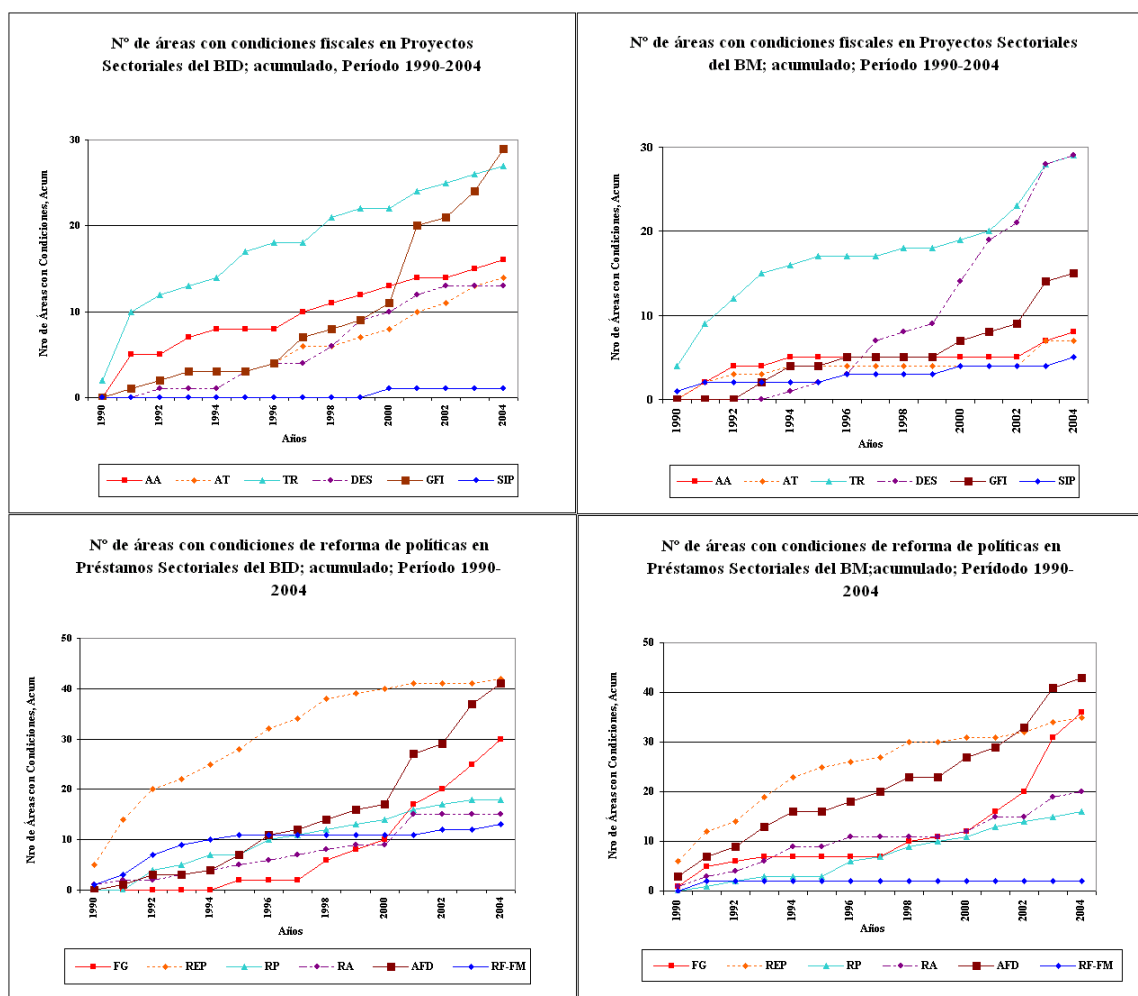 Nº de áreas con condiciones fiscales en Proyectos
Sectoriales del BID; acumulado, Período 1990-2004
Nro de Áreas con Condiciones, Acum
30
20
10
0
1990
1992
1994
1996
1998
2000
2002
2004
Años
AA AT TR DES GFI SIP
Nº de áreas con condiciones fiscales en Proyectos Sectoriales
del BM; acumulado; Período 1990-2004
Nro de Áreas con Condiciones, Acum
30
20
10
0
1990
1992
1994
1996
1998
2000
2002
2004
Años
AA AT TR DES GFI SIP
Nº de áreas con condiciones de reforma de políticas en
Préstamos Sectoriales del BID; acumulado; Período 1990-
2004
Nro de Áreas con Condiciones, Acum
50
40
30
20
10
0
1990
1992
1994
1996
1998
2000
2002
2004
Años
FG REP RP RA AFD RF-FM
Nº de áreas con condiciones de reforma de políticas en
Préstamos Sectoriales del BM;acumulado; Perídodo 1990-
2004
Nro de Áreas con Condiciones, Acum
50
40
30
20
10
0
1990
1992
1994
1996
1998
2000
2002
2004
Años
FG REP RP RA AFD RF-FM